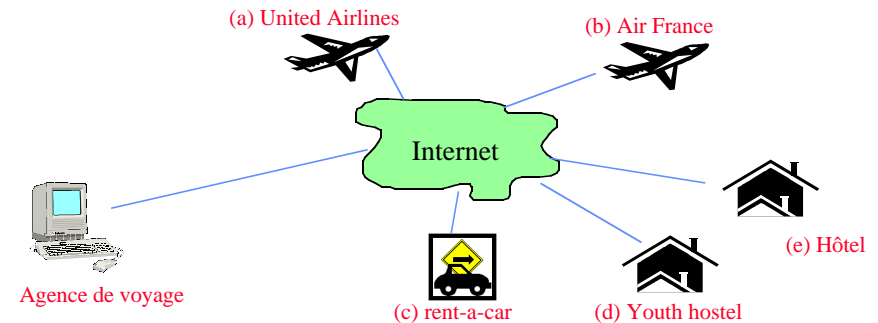 (a) United Airlines
(b) Air France
Internet
(e) Hôtel
Agence de voyage
(c) rent-a-car
(d) Youth hostel